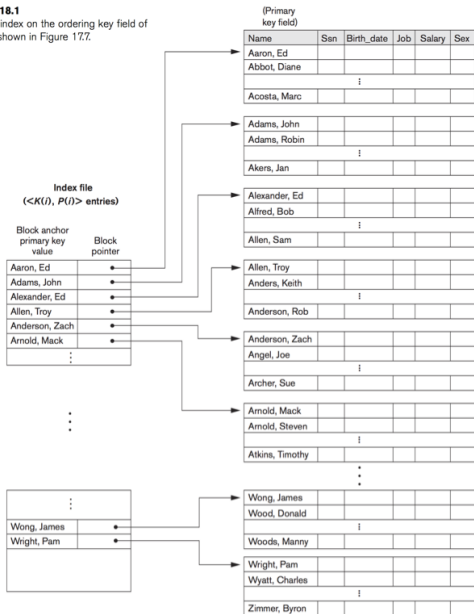 18.1
index on the ordering key field of
shown in Figure 17.7.
(Primary
key field)
Name Ssn Birth_date Job Salary Sex
Aaron, Ed
Abbot, Diane
⋮
Acosta, Marc
Adams, John
Adams, Robin
⋮
Akers, Jan
Alexander, Ed
Alfred, Bob
⋮
Allen, Sam
Allen, Troy
Anders, Keith
⋮
Anderson, Rob
Anderson, Zach
Angel, Joe
⋮
Archer, Sue
Arnold, Mack
Arnold, Steven
⋮
Atkins, Timothy
⋮
Wong, James
Wood, Donald
⋮
Woods, Manny
Wright, Pam
Wyatt, Charles
⋮
Zimmer, Byron
Index file
(<K(i), P(i)> entries)
Block anchor
primary key
value
Block
pointer
Aaron, Ed
Adams, John
Alexander, Ed
Allen, Troy
Anderson, Zach
Arnold, Mack
⋮
⋮
⋮
Wong, James
Wright, Pam